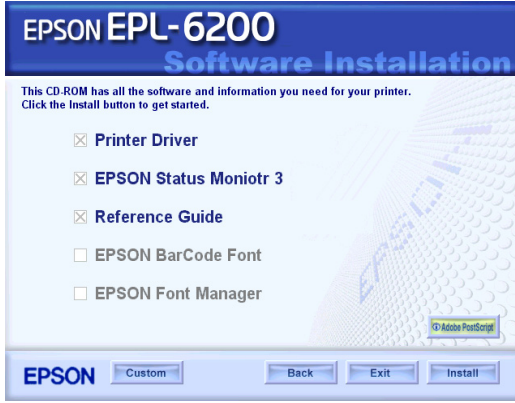 EPSON EPL-6200
Software Installation
This CD-ROM has all the software and information you need for your printer.
Click the Install button to get started.
Printer Driver
EPSON Status Moniotr 3
Reference Guide
EPSON BarCode Font
EPSON Font Manager
EPSON
Adobe PostScript
EPSON Custom Back Exit Install